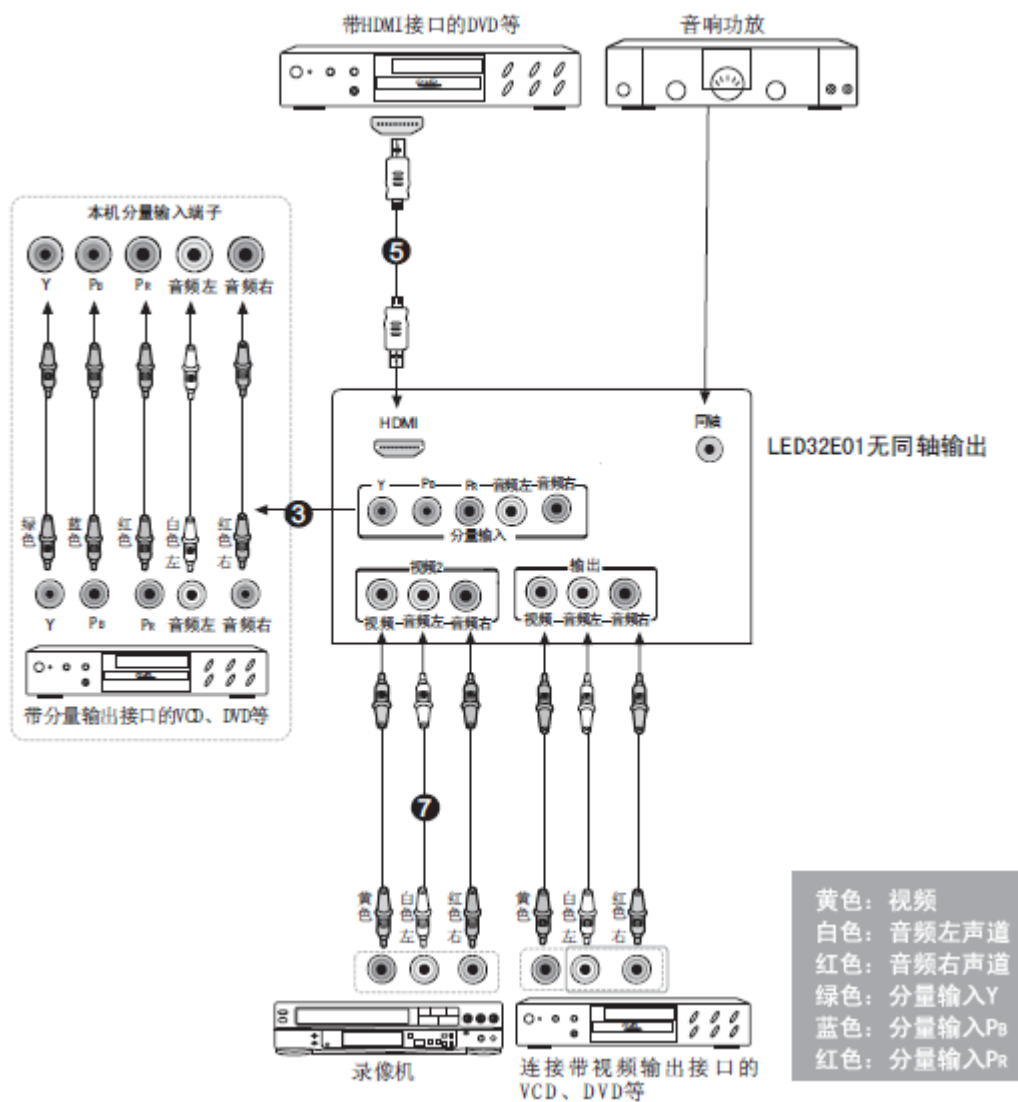 带HDMI接口的DVD等
音响功放
本机分量输入端子
Y PB PR 音频左 音频右
5
HDMI
同轴
LED32E01无同轴输出
Y PB PR 音频左 音频右
分量输入
3
绿色 蓝色 红色 白色左 红色右
视频2
输出
视频 音频左 音频右
视频 音频左 音频右
Y PB PR 音频左 音频右
带分量输出接口的VCD、DVD等
7
黄色 白色左 红色右
黄色 白色左 红色右
录像机
连接带视频输出接口的
VCD、DVD等
黄色：视频
白色：音频左声道
红色：音频右声道
绿色：分量输入Y
蓝色：分量输入PB
红色：分量输入PR